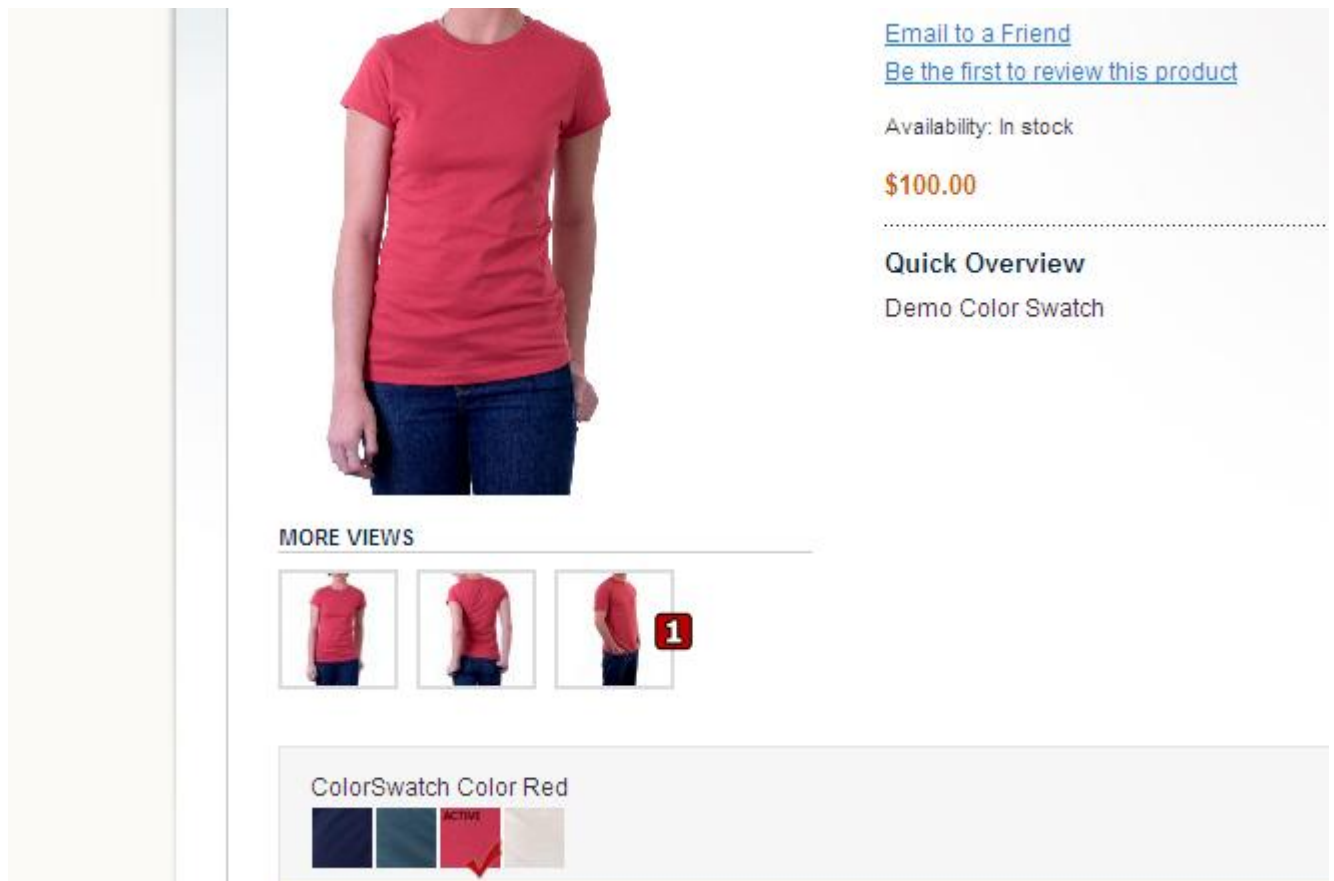 Email to a Friend
Be the first to review this product
Availability: In stock
$100.00
Quick Overview
Demo Color Swatch
MORE VIEWS
1
ColorSwatch Color Red
ACTIVE